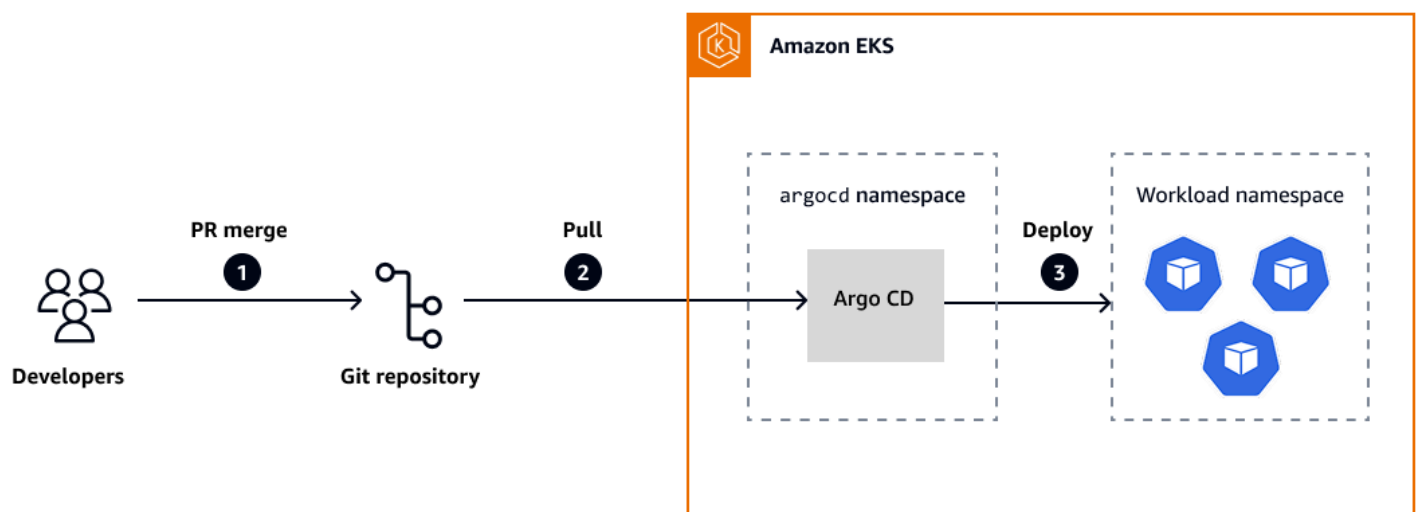 Amazon EKS
argocd namespace
Workload namespace
PR merge
Pull
Deploy
1
2
3
Argo CD
Developers
Git repository